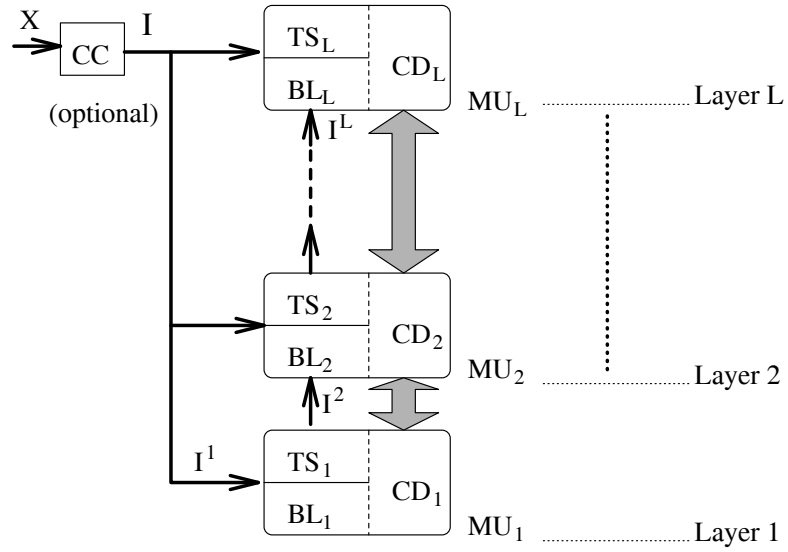 X
CC
I
(optional)
TS_L
BL_L
CD_L
MU_L
Layer L
I^L
TS_2
BL_2
CD_2
MU_2
Layer 2
I^2
I^1
TS_1
BL_1
CD_1
MU_1
Layer 1